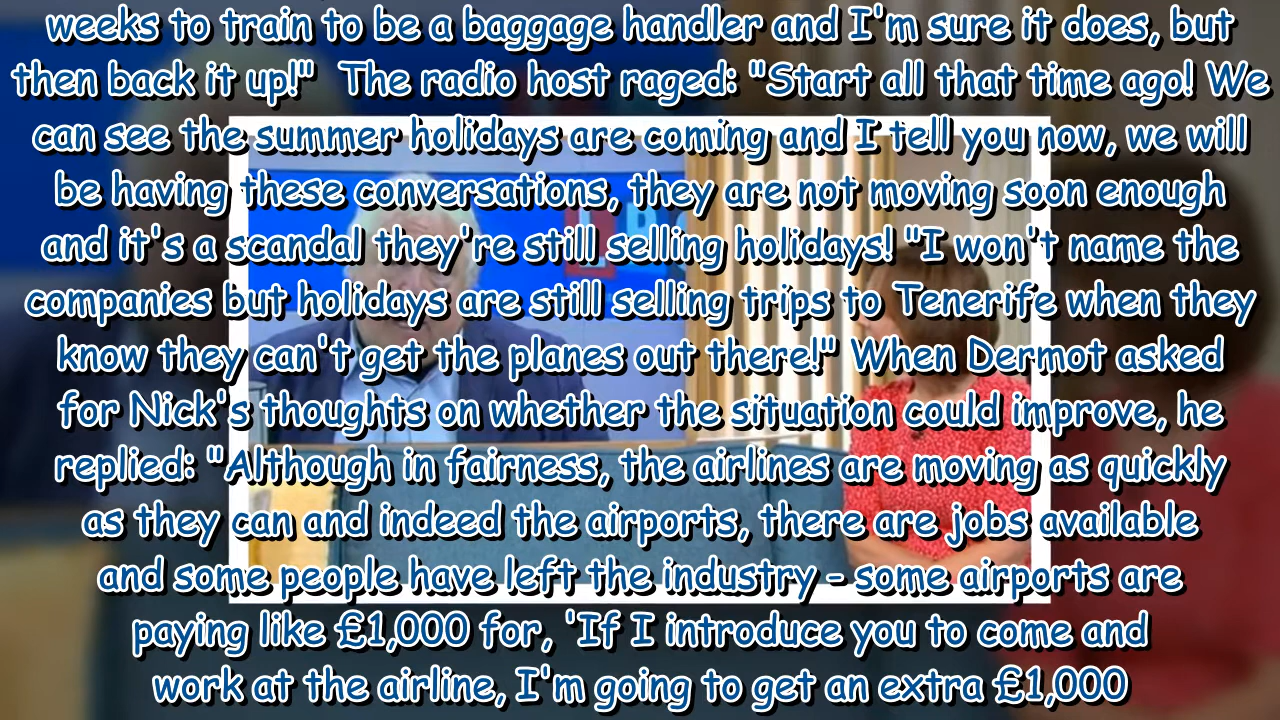 weeks to train to be a baggage handler and I'm sure it does, but
then back it up!"  The radio host raged: "Start all that time ago! We
can see the summer holidays are coming and I tell you now, we will
be having these conversations, they are not moving soon enough
and it's a scandal they're still selling holidays! "I won't name the
companies but holidays are still selling trips to Tenerife when they
know they can't get the planes out there!" When Dermot asked
for Nick's thoughts on whether the situation could improve, he
replied: "Although in fairness, the airlines are moving as quickly
as they can and indeed the airports, there are jobs available
and some people have left the industry - some airports are
paying like £1,000 for, 'If I introduce you to come and
work at the airline, I'm going to get an extra £1,000